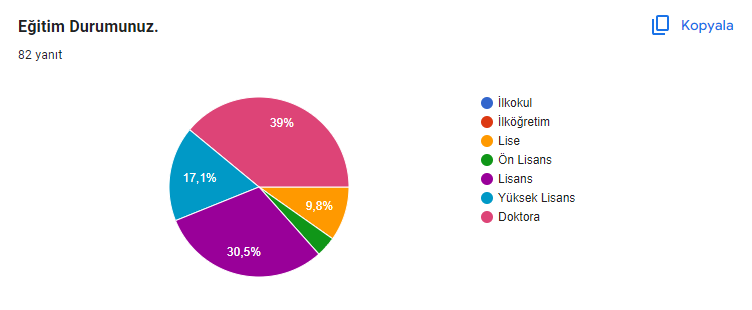 Eğitim Durumunuz.
Kopyala
82 yanıt
39%
17,1%
9,8%
30,5%
İlkokul
İlköğretim
Lise
Ön Lisans
Lisans
Yüksek Lisans
Doktora